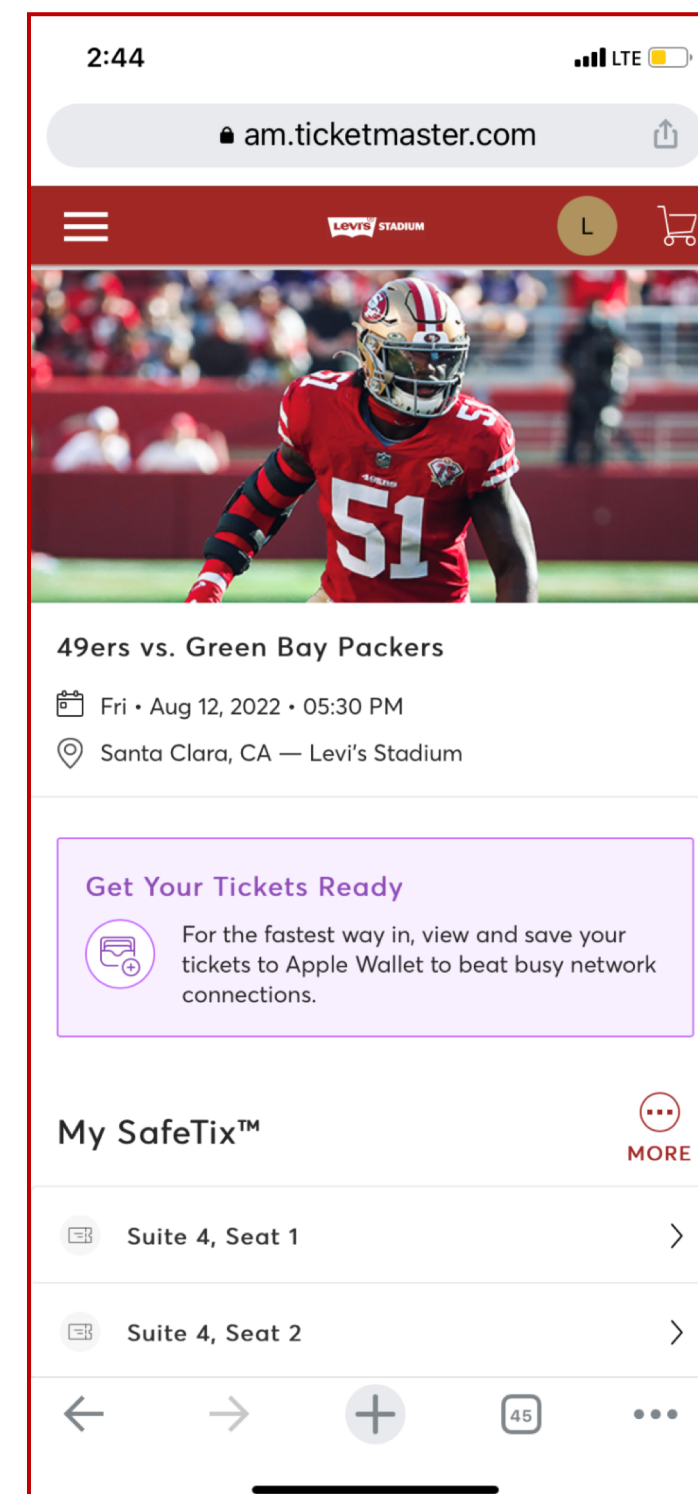 2:44
LTE
am.ticketmaster.com
LEVI'S STADIUM
L
51
49ERS
51
49ers vs. Green Bay Packers
Fri • Aug 12, 2022 • 05:30 PM
Santa Clara, CA — Levi's Stadium
Get Your Tickets Ready
For the fastest way in, view and save your
tickets to Apple Wallet to beat busy network
connections.
My SafeTix™
MORE
Suite 4, Seat 1
Suite 4, Seat 2
45